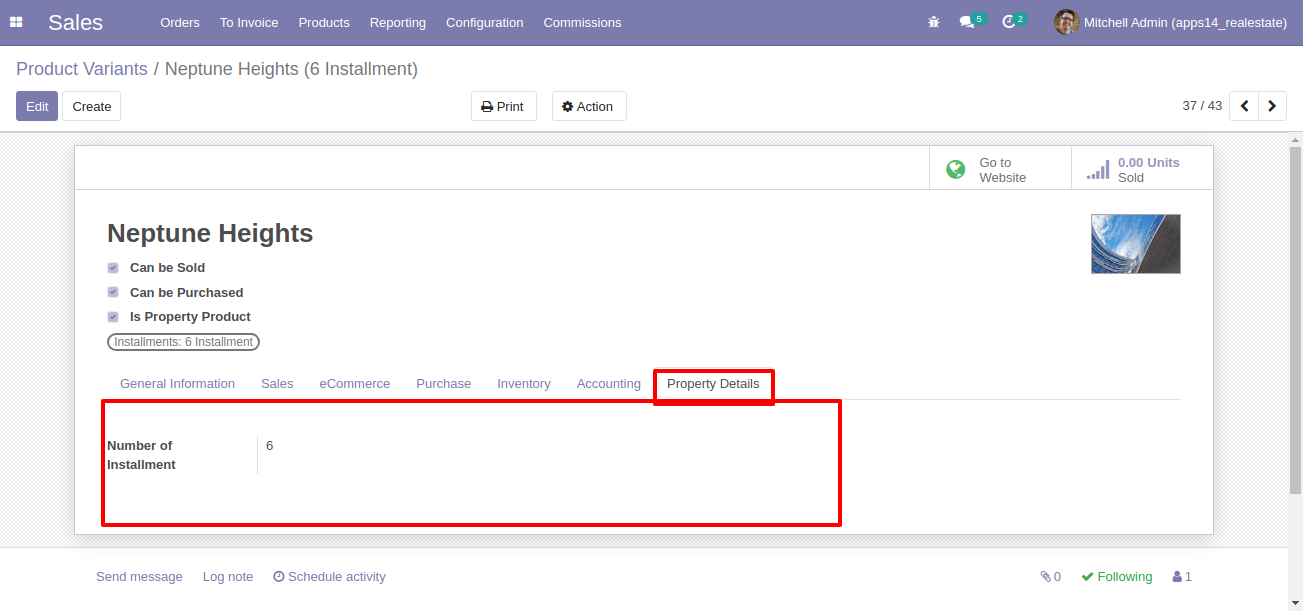 Sales Orders To Invoice Products Reporting Configuration Commissions 5 2 Mitchell Admin (apps14_realestate)
Product Variants / Neptune Heights (6 Installment)
Edit Create Print Action 37 / 43
Go to
Website
0.00 Units
Sold
Neptune Heights
Can be Sold
Can be Purchased
Is Property Product
Installments: 6 Installment
General Information Sales eCommerce Purchase Inventory Accounting Property Details
Number of
Installment
6
Send message Log note Schedule activity 0 Following 1